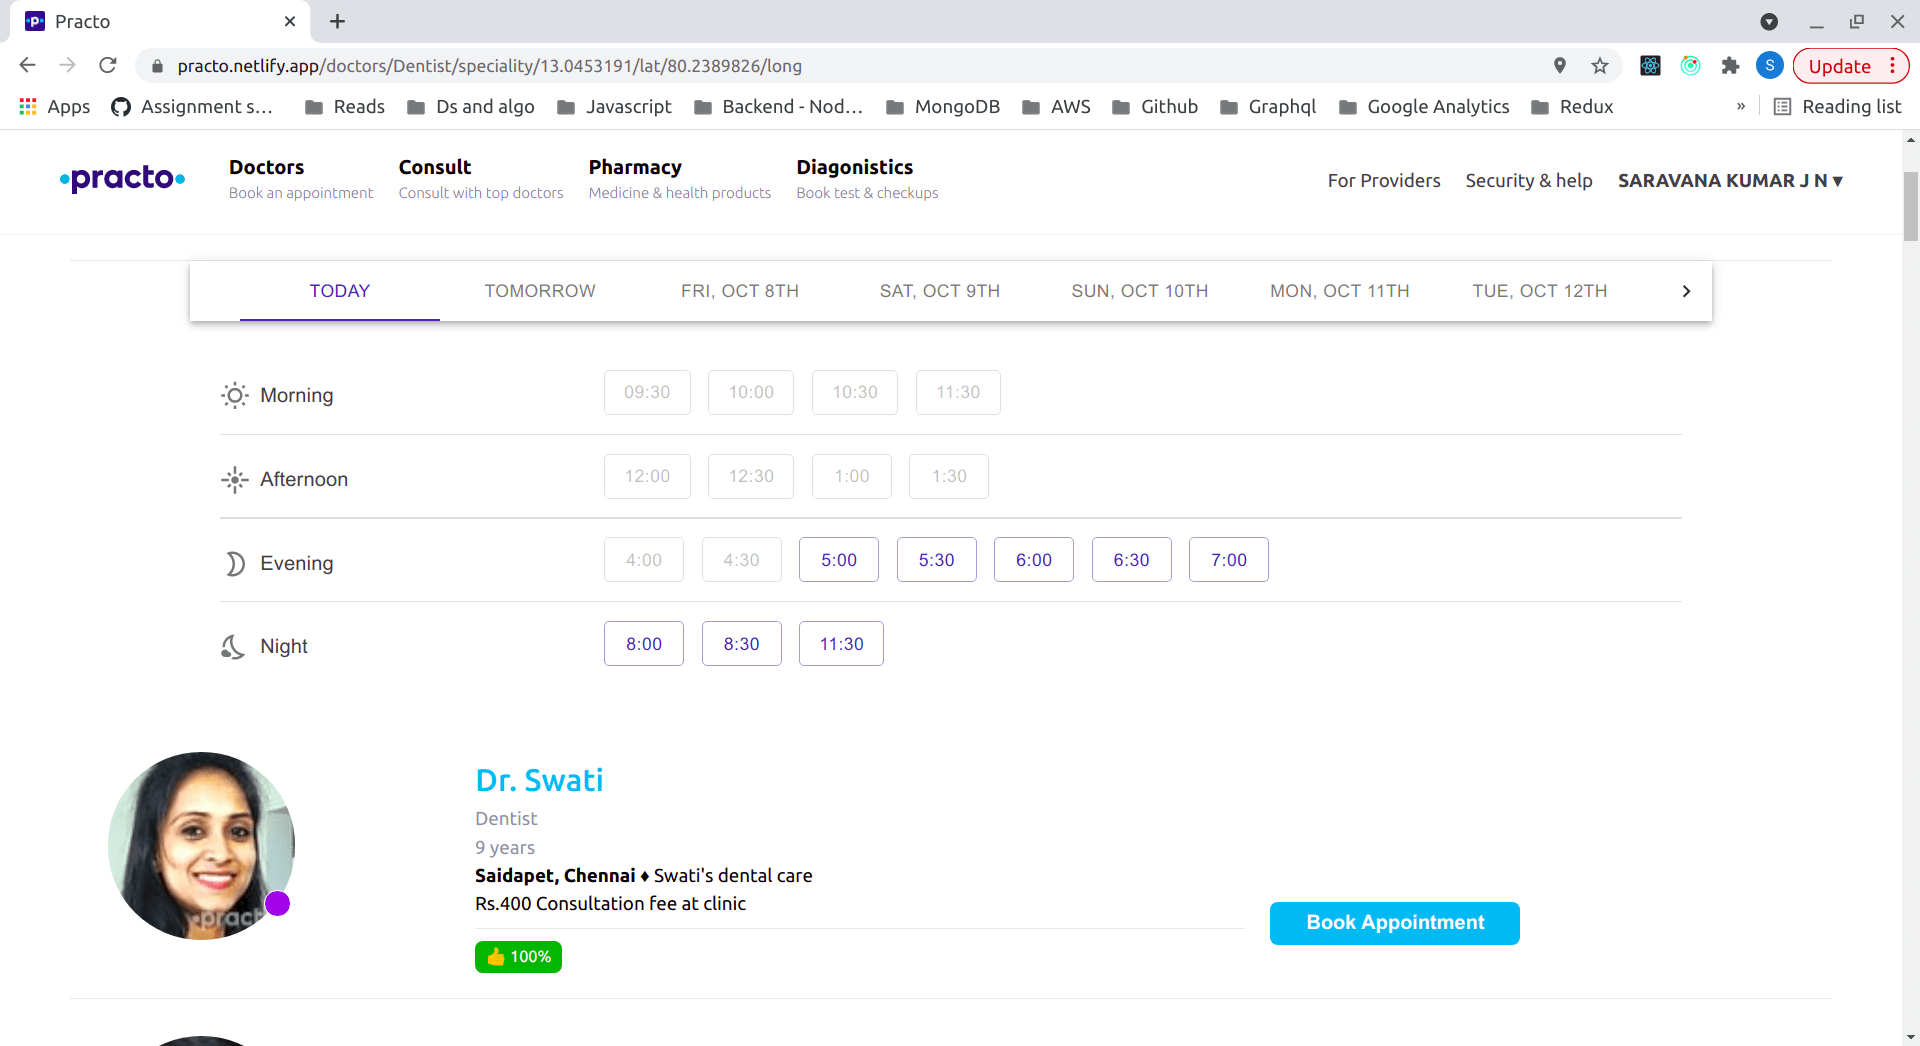 Practo
practo.netlify.app/doctors/Dentist/speciality/13.0453191/lat/80.2389826/long
S
Update
Apps
Assignment s...
Reads
Ds and algo
Javascript
Backend - Nod...
MongoDB
AWS
Github
Graphql
Google Analytics
Redux
»
Reading list
practo
Doctors
Book an appointment
Consult
Consult with top doctors
Pharmacy
Medicine & health products
Diagonistics
Book test & checkups
For Providers
Security & help
SARAVANA KUMAR J N ▾
TODAY
TOMORROW
FRI, OCT 8TH
SAT, OCT 9TH
SUN, OCT 10TH
MON, OCT 11TH
TUE, OCT 12TH
Morning
09:30
10:00
10:30
11:30
Afternoon
12:00
12:30
1:00
1:30
Evening
4:00
4:30
5:00
5:30
6:00
6:30
7:00
Night
8:00
8:30
11:30
Dr. Swati
Dentist
9 years
Saidapet, Chennai ♦ Swati's dental care
Rs.400 Consultation fee at clinic
Book Appointment
👍 100%